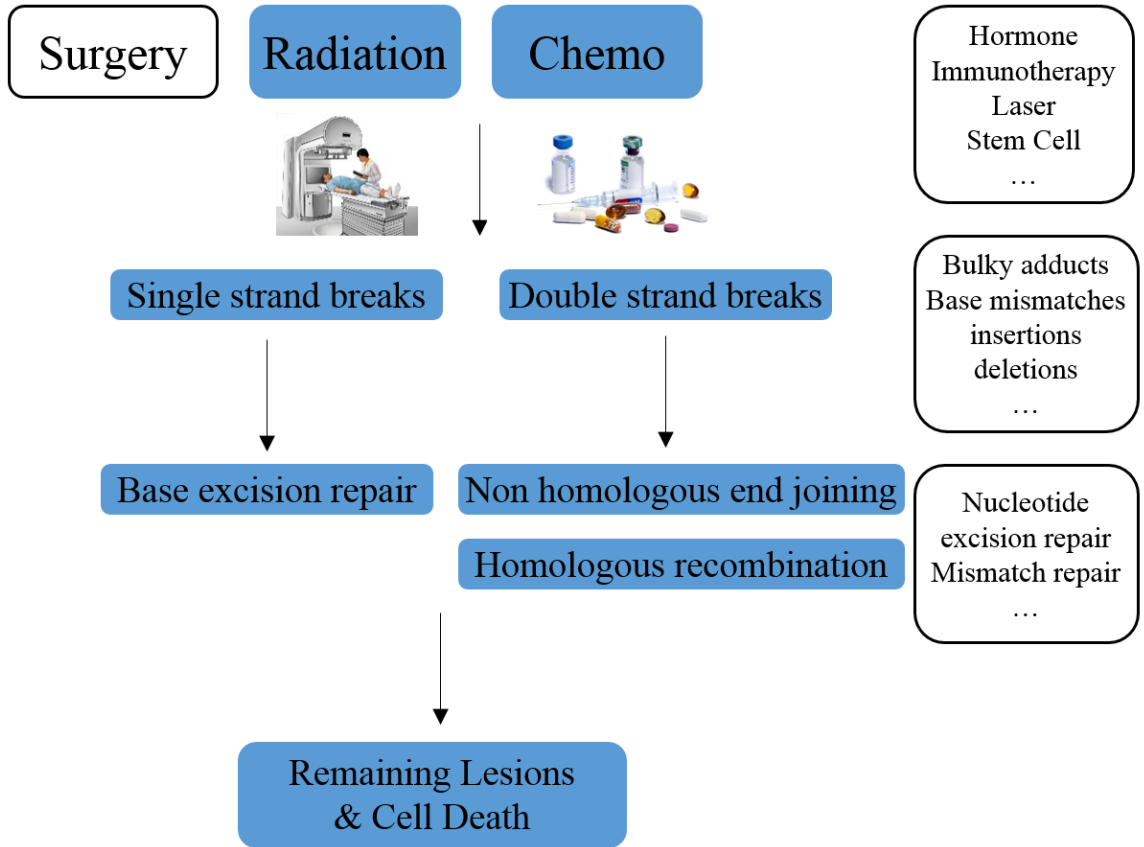 Surgery
Radiation
Chemo
Hormone
Immunotherapy
Laser
Stem Cell
…
Single strand breaks
Double strand breaks
Bulky adducts
Base mismatches
insertions
deletions
…
Base excision repair
Non homologous end joining
Homologous recombination
Nucleotide
excision repair
Mismatch repair
…
Remaining Lesions
& Cell Death